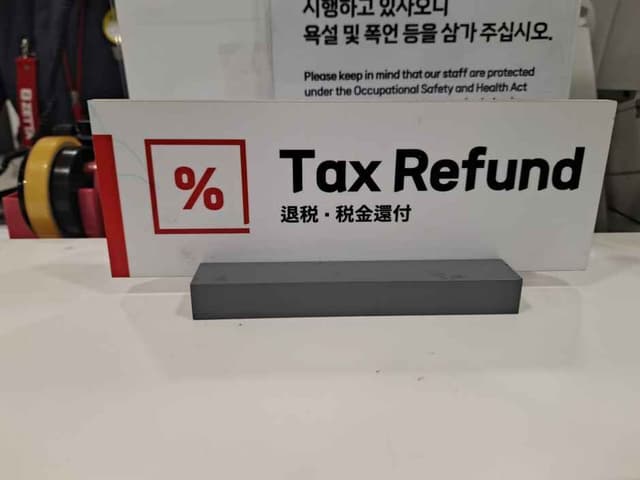 시행하고 있사오니
욕설 및 폭언 등을 삼가 주십시오.
Please keep in mind that our staff are protected
under the Occupational Safety and Health Act
%
Tax Refund
退税・税金還付